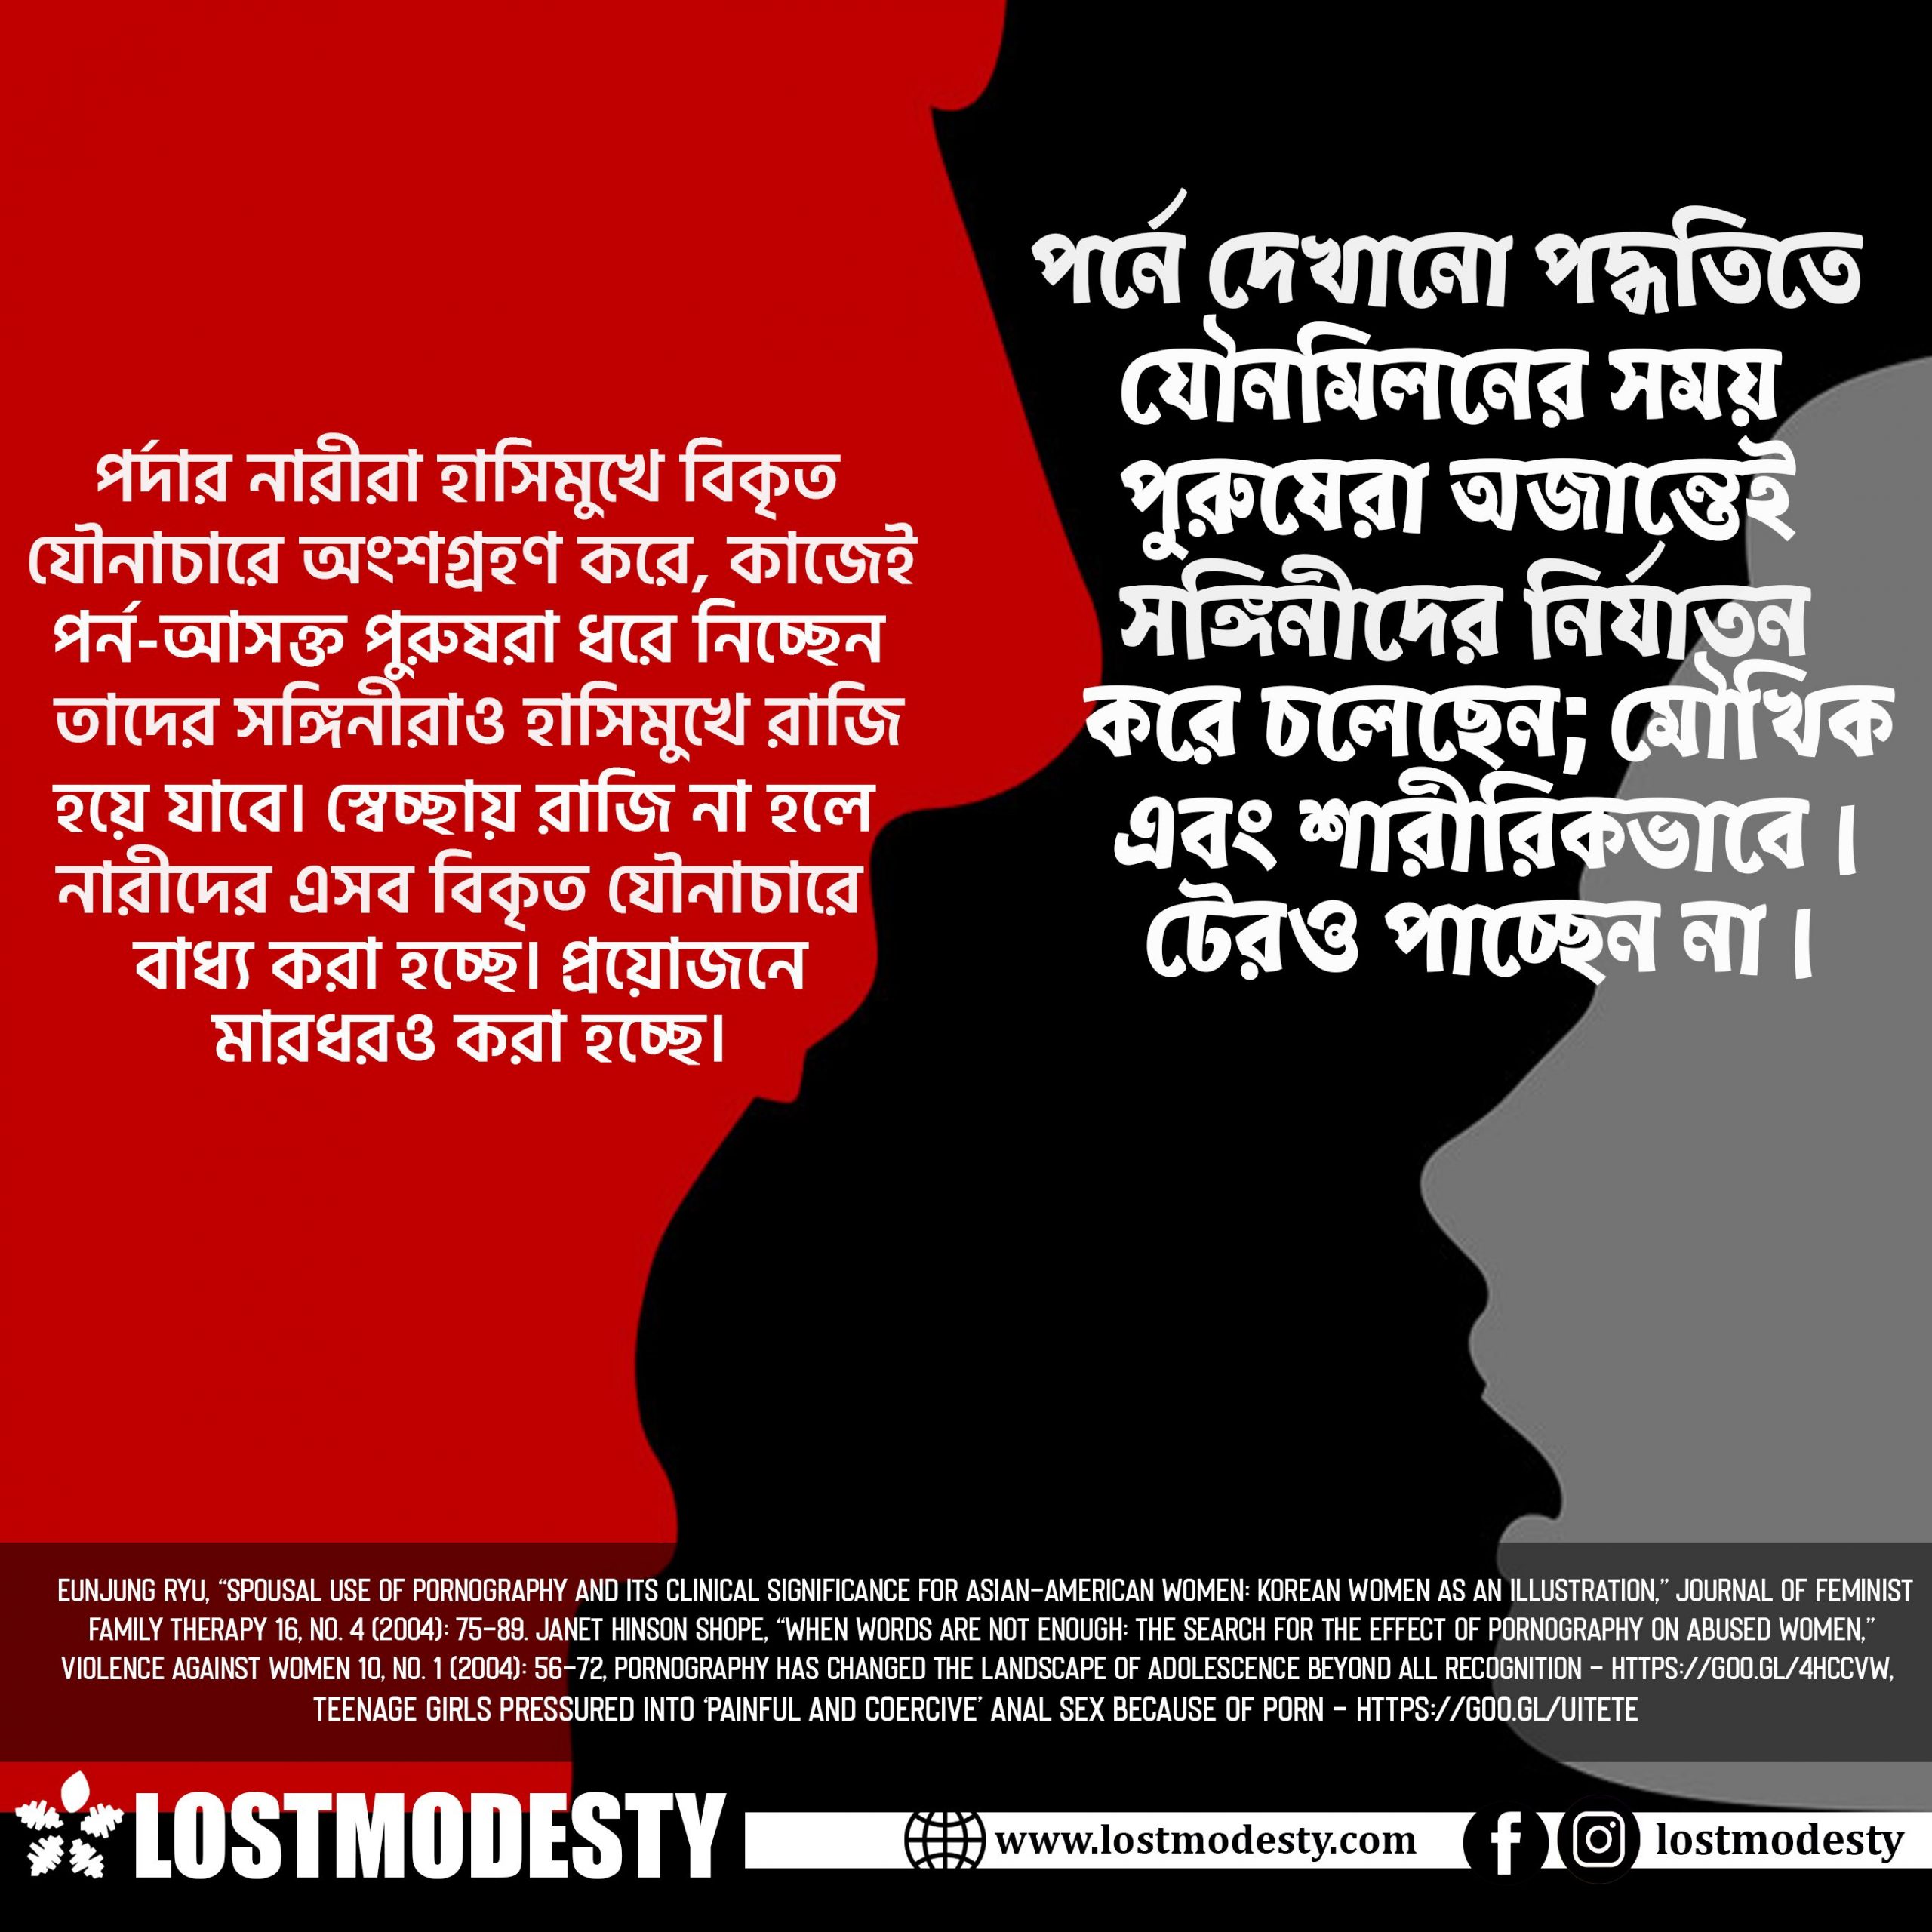 পর্দার নারীরা হাসিমুখে বিকৃত
যৌনাচারে অংশগ্রহণ করে, কাজেই
পর্ন-আসক্ত পুরুষরা ধরে নিচ্ছেন
তাদের সঙ্গিনীরাও হাসিমুখে রাজি
হয়ে যাবে। স্বেচ্ছায় রাজি না হলে
নারীদের এসব বিকৃত যৌনাচারে
বাধ্য করা হচ্ছে। প্রয়োজনে
মারধরও করা হচ্ছে।
পর্নে দেখানো পদ্ধতিতে
যৌনমিলনের সময়
পুরুষেরা অজান্তেই
সঙ্গিনীদের নির্যাতন
করে চলেছেন; মৌখিক
এবং শারীরিকভাবে।
টেরও পাচ্ছেন না।
EUNJUNG RYU, “SPOUSAL USE OF PORNOGRAPHY AND ITS CLINICAL SIGNIFICANCE FOR ASIAN-AMERICAN WOMEN: KOREAN WOMEN AS AN ILLUSTRATION,” JOURNAL OF FEMINIST
FAMILY THERAPY 16, NO. 4 (2004): 75-89. JANET HINSON SHOPE, “WHEN WORDS ARE NOT ENOUGH: THE SEARCH FOR THE EFFECT OF PORNOGRAPHY ON ABUSED WOMEN,”
VIOLENCE AGAINST WOMEN 10, NO. 1 (2004): 56-72, PORNOGRAPHY HAS CHANGED THE LANDSCAPE OF ADOLESCENCE BEYOND ALL RECOGNITION - HTTPS://GOO.GL/4HCCVW,
TEENAGE GIRLS PRESSURED INTO ‘PAINFUL AND COERCIVE’ ANAL SEX BECAUSE OF PORN - HTTPS://GOO.GL/UITETE
LOSTMODESTY
www.lostmodesty.com
lostmodesty